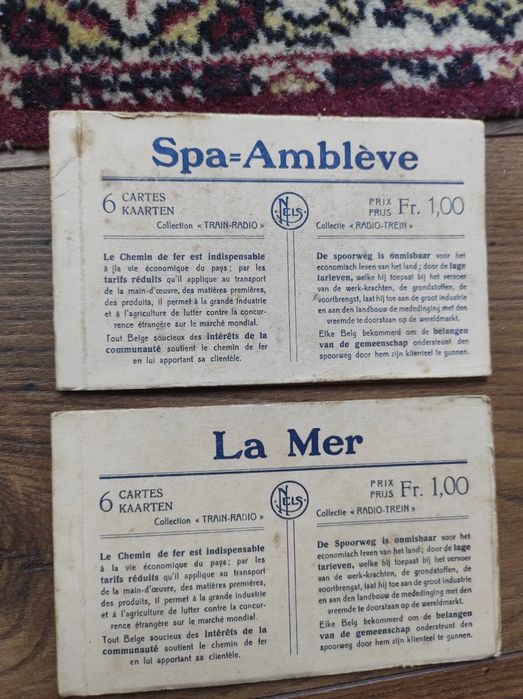 Spa=Amblève
6 CARTES
KAARTEN
Collection « TRAIN-RADIO »
NELS
PRIX
PRIJS Fr. 1,00
Collectie « RADIO-TREIN »
Le Chemin de fer est indispensable
à la vie économique du pays ; par les
tarifs réduits qu'il applique au transport
de la main-d'œuvre, des matières premières,
des produits, il permet à la grande industrie
et à l'agriculture de lutter contre la concur-
rence étrangère sur le marché mondial.
Tout Belge soucieux des intérêts de la
communauté soutient le chemin de fer
en lui apportant sa clientèle.
De spoorweg is onmisbaar voor het
economisch leven van het land ; door de lage
tarieven, welke hij toepast bij het vervoer
van de werk-krachten, de grondstoffen, de
voortbrengst, laat hij toe aan de groot industrie
en aan den landbouw de mededinging met den
vreemde te doorstaan op de wereldmarkt.
Elke Belg bekommerd om de belangen
van de gemeenschap ondersteunt den
spoorweg door hem zijn klienteel te gunnen.
La Mer
6 CARTES
KAARTEN
Collection « TRAIN-RADIO »
NELS
PRIX
PRIJS Fr. 1,00
Collectie « RADIO-TREIN »
Le Chemin de fer est indispensable
à la vie économique du pays ; par les
tarifs réduits qu'il applique au transport
de la main-d'œuvre, des matières premières,
des produits, il permet à la grande industrie
et à l'agriculture de lutter contre la concur-
rence étrangère sur le marché mondial.
Tout Belge soucieux des intérêts de la
communauté soutient le chemin de fer
en lui apportant sa clientèle.
De Spoorweg is onmisbaar voor het
economisch leven van het land ; door de lage
tarieven, welke hij toepast bij het vervoer
van de werk-krachten, de grondstoffen, de
voortbrengst, laat hij toe aan de groot industrie
en aan den landbouw de mededinging met den
vreemde te doorstaan op de wereldmarkt.
Elke Belg bekommerd om de belangen
van de gemeenschap ondersteunt den
spoorweg door hem zijn klienteel te gunnen.